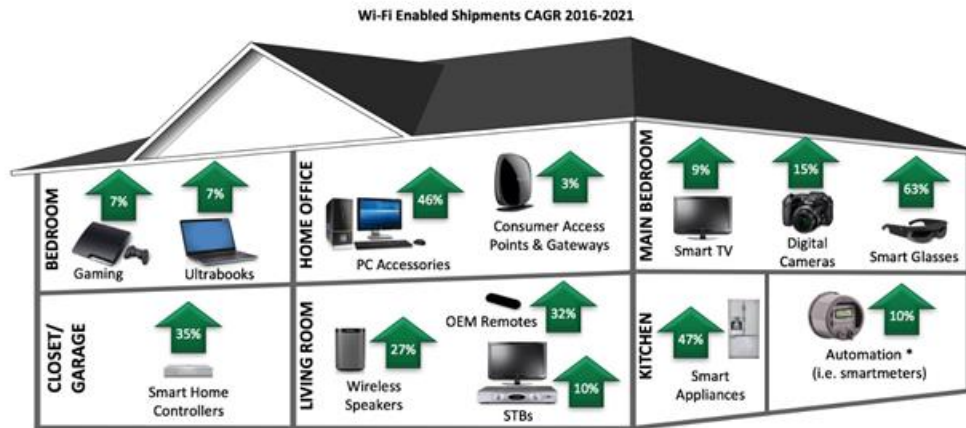 Wi-Fi Enabled Shipments CAGR 2016-2021
BEDROOM
7%
Gaming
7%
Ultrabooks
HOME OFFICE
46%
PC Accessories
3%
Consumer Access
Points & Gateways
MAIN BEDROOM
9%
Smart TV
15%
Digital
Cameras
63%
Smart Glasses
CLOSET/
GARAGE
35%
Smart Home
Controllers
LIVING ROOM
27%
Wireless
Speakers
OEM Remotes
32%
10%
STBs
KITCHEN
47%
Smart
Appliances
10%
Automation *
(i.e. smartmeters)